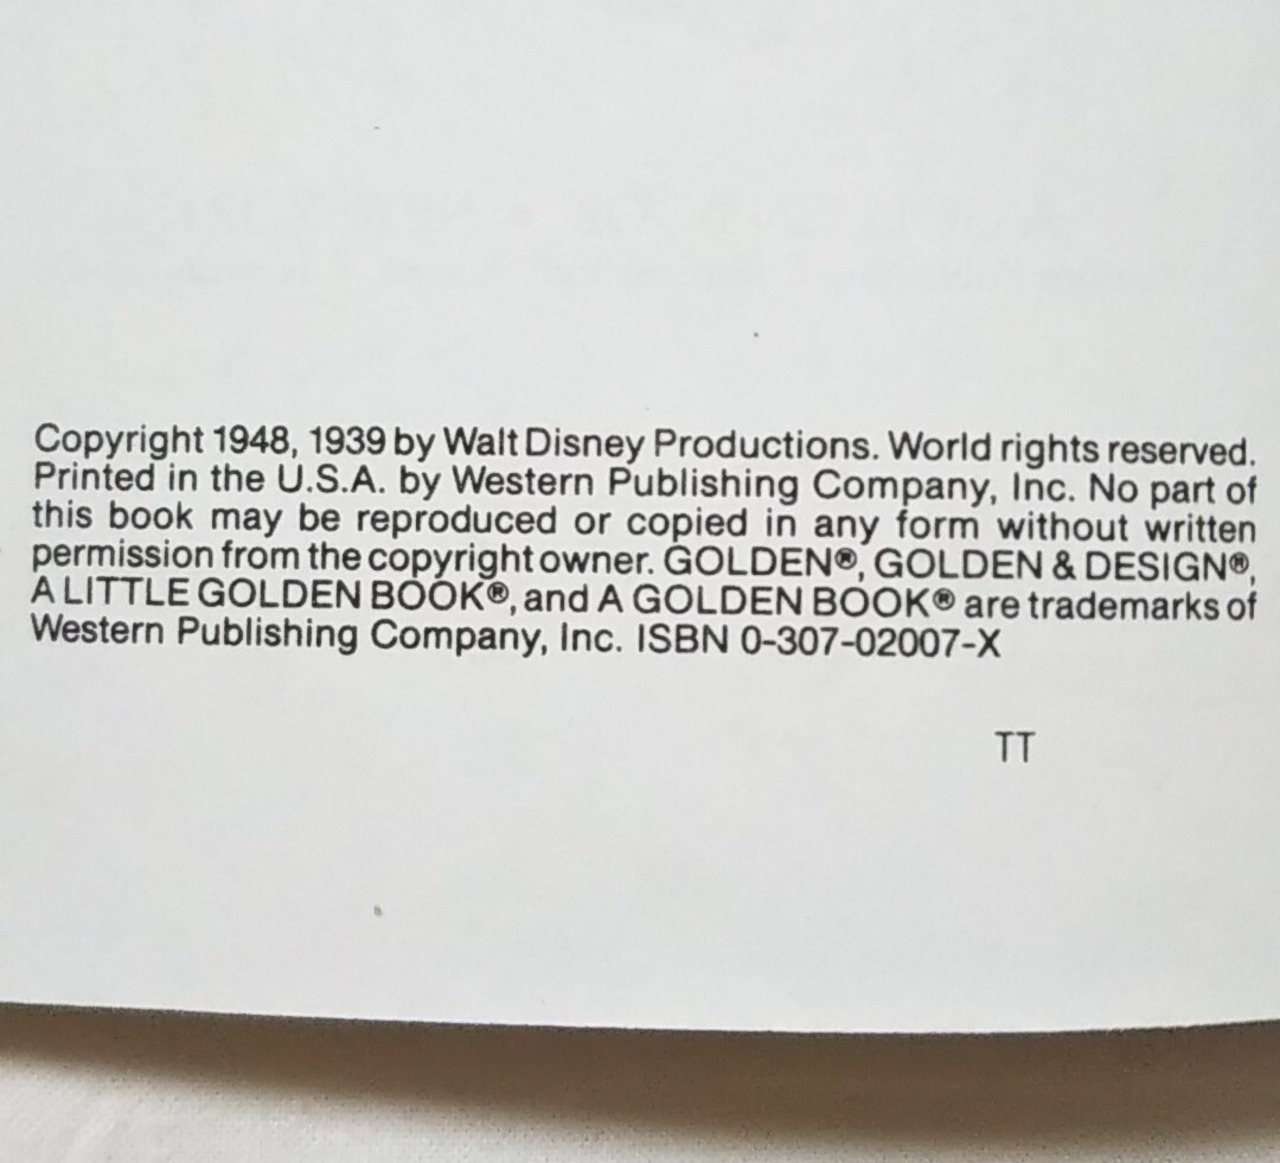 Copyright 1948, 1939 by Walt Disney Productions. World rights reserved.
Printed in the U.S.A. by Western Publishing Company, Inc. No part of
this book may be reproduced or copied in any form without written
permission from the copyright owner. GOLDEN®, GOLDEN & DESIGN®,
A LITTLE GOLDEN BOOK®, and A GOLDEN BOOK® are trademarks of
Western Publishing Company, Inc. ISBN 0-307-02007-X
TT